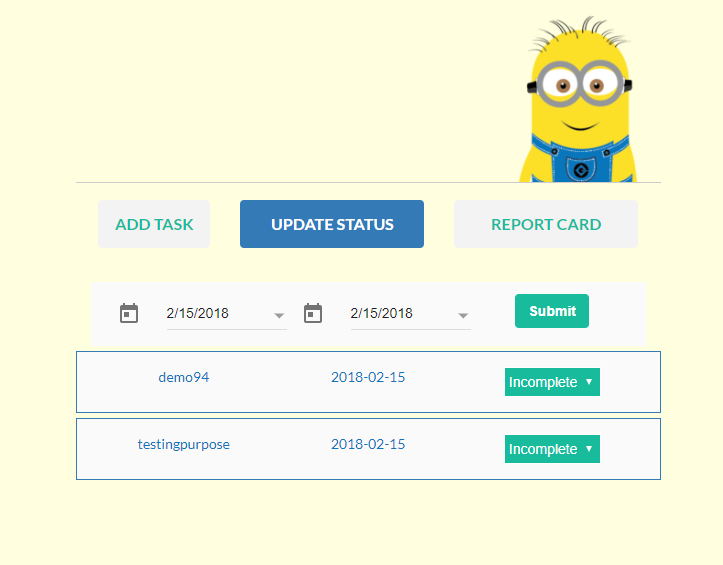 ADD TASK UPDATE STATUS REPORT CARD
2/15/2018 2/15/2018 Submit
demo94 2018-02-15 Incomplete
testingpurpose 2018-02-15 Incomplete